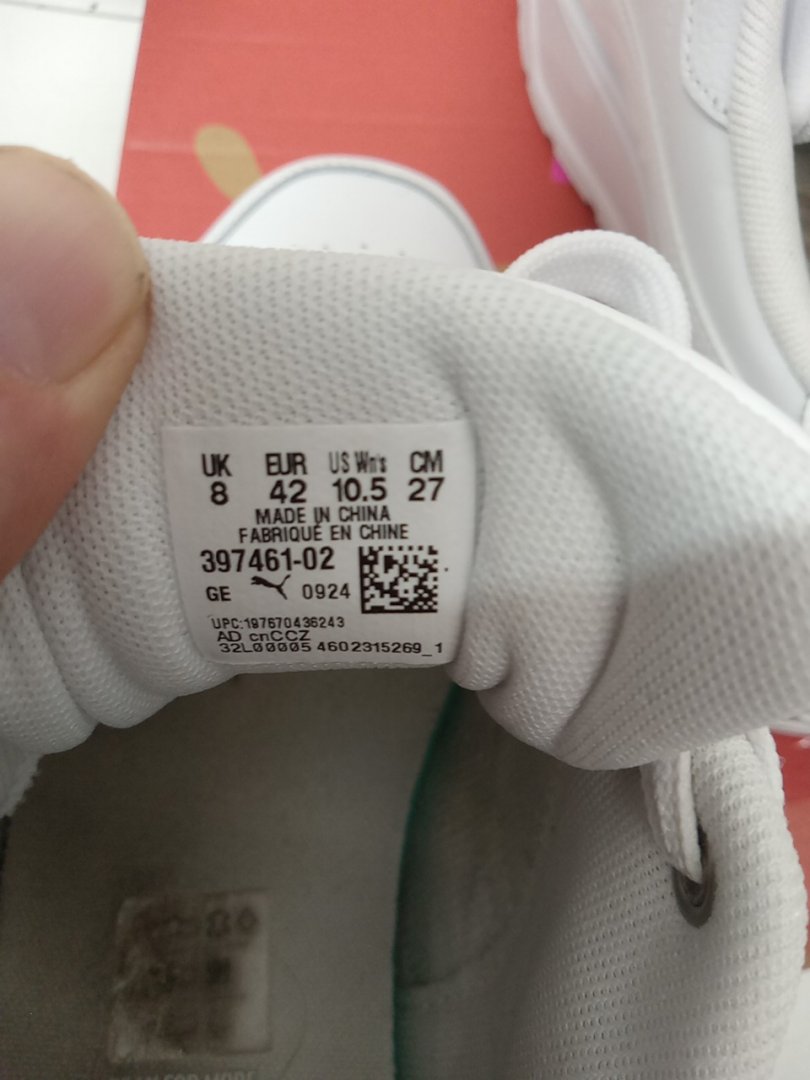 UK EUR US Wn's CM
8 42 10.5 27
MADE IN CHINA
FABRIQUÉ EN CHINE
397461-02
GE 0924
UPC:197670436243
AD cnCCZ
32L00005 4602315269_1